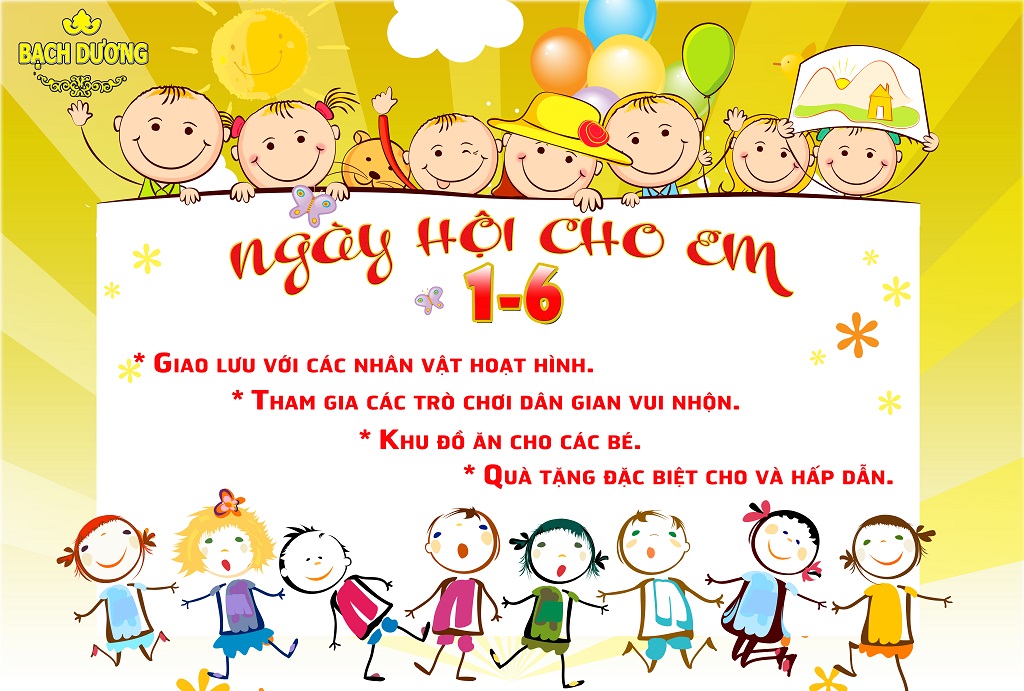 BẠCH DƯƠNG
NGÀY HỘI CHO EM
1-6
* GIAO LƯU VỚI CÁC NHÂN VẬT HOẠT HÌNH.
* THAM GIA CÁC TRÒ CHƠI DÂN GIAN VUI NHỘN.
* KHU ĐỒ ĂN CHO CÁC BÉ.
* QUÀ TẶNG ĐẶC BIỆT CHO VÀ HẤP DẪN.